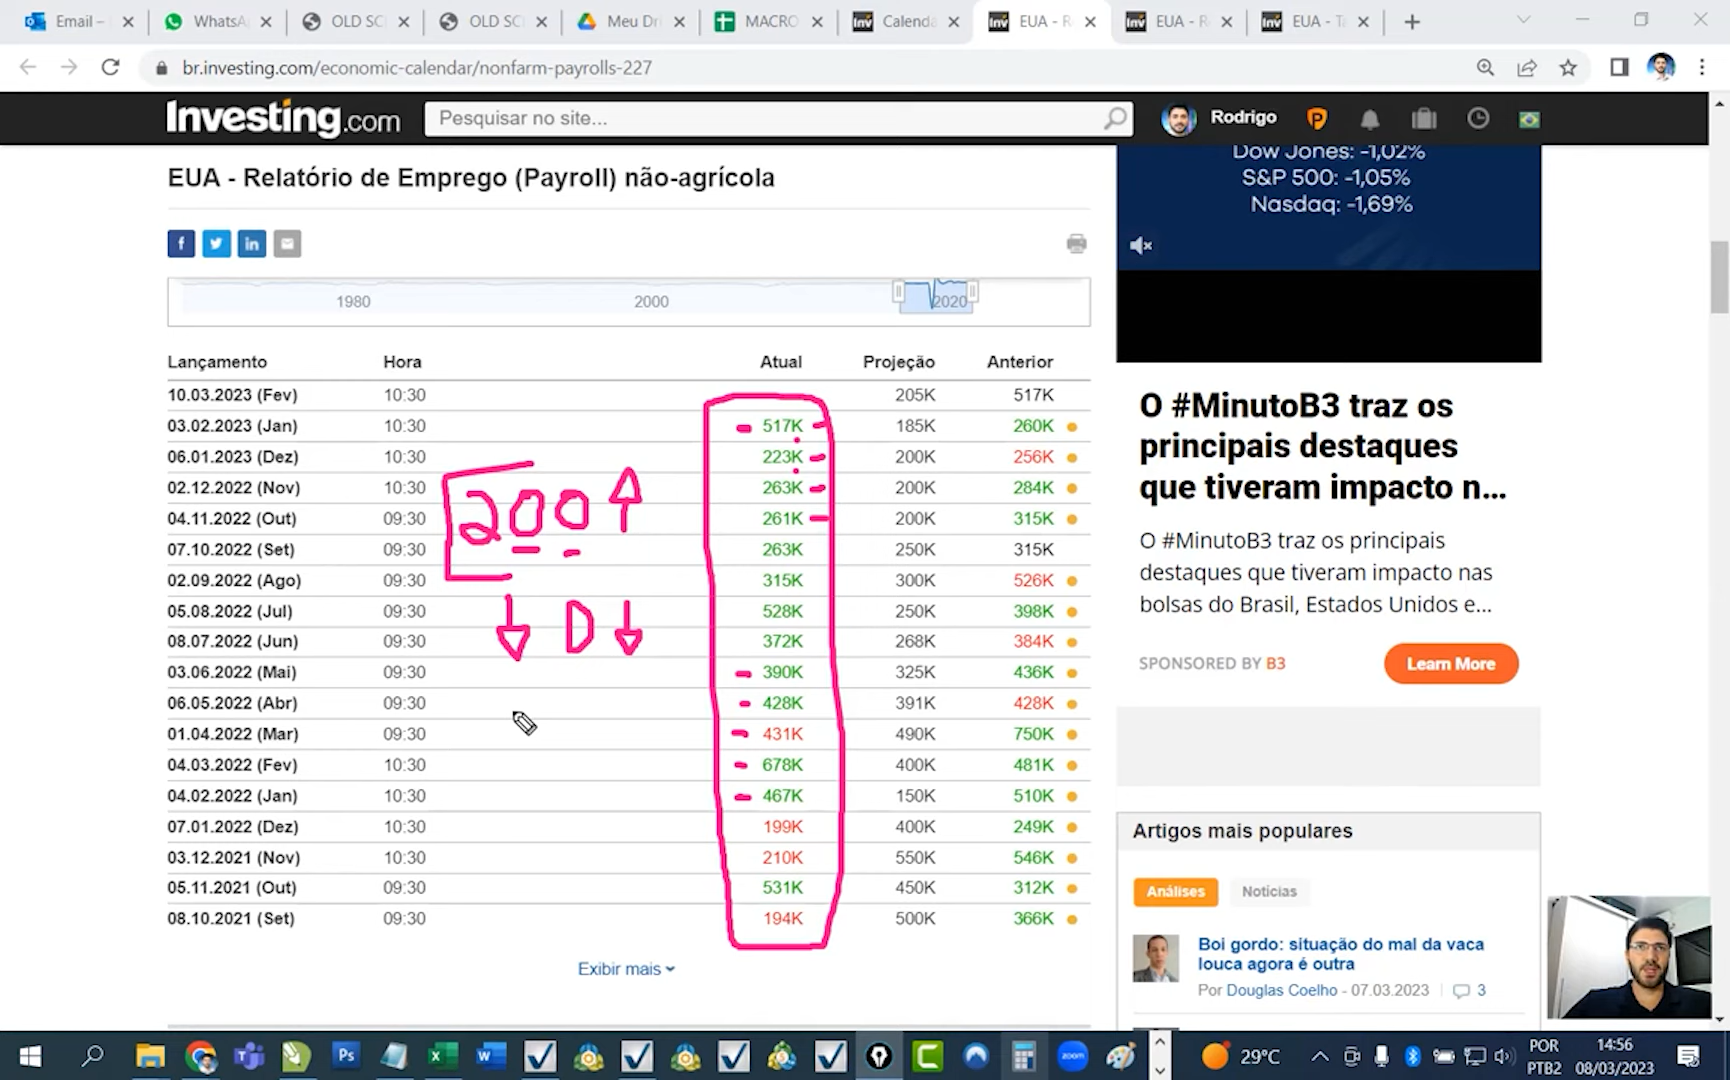 Email –
WhatsA
OLD SC
OLD SC
Meu Dri
MACRO
Calenda
EUA - R
EUA - R
EUA - Ta
br.investing.com/economic-calendar/nonfarm-payrolls-227
Investing.com
Pesquisar no site...
Rodrigo
EUA - Relatório de Emprego (Payroll) não-agrícola
1980 2000 2020
Lançamento Hora Atual Projeção Anterior
10.03.2023 (Fev) 10:30 205K 517K
03.02.2023 (Jan) 10:30 517K 185K 260K
06.01.2023 (Dez) 10:30 223K 200K 256K
02.12.2022 (Nov) 10:30 263K 200K 284K
04.11.2022 (Out) 09:30 261K 200K 315K
07.10.2022 (Set) 09:30 263K 250K 315K
02.09.2022 (Ago) 09:30 315K 300K 526K
05.08.2022 (Jul) 09:30 528K 250K 398K
08.07.2022 (Jun) 09:30 372K 268K 384K
03.06.2022 (Mai) 09:30 390K 325K 436K
06.05.2022 (Abr) 09:30 428K 391K 428K
01.04.2022 (Mar) 09:30 431K 490K 750K
04.03.2022 (Fev) 10:30 678K 400K 481K
04.02.2022 (Jan) 10:30 467K 150K 510K
07.01.2022 (Dez) 10:30 199K 400K 249K
03.12.2021 (Nov) 10:30 210K 550K 546K
05.11.2021 (Out) 09:30 531K 450K 312K
08.10.2021 (Set) 09:30 194K 500K 366K
200
D
Exibir mais
Dow Jones: -1,02%
S&P 500: -1,05%
Nasdaq: -1,69%
O #MinutoB3 traz os
principais destaques
que tiveram impacto n...
O #MinutoB3 traz os principais
destaques que tiveram impacto nas
bolsas do Brasil, Estados Unidos e...
SPONSORED BY B3
Learn More
Artigos mais populares
Análises Notícias
Boi gordo: situação do mal da vaca
louca agora é outra
Por Douglas Coelho - 07.03.2023 3
29°C
POR
PTB2
14:56
08/03/2023